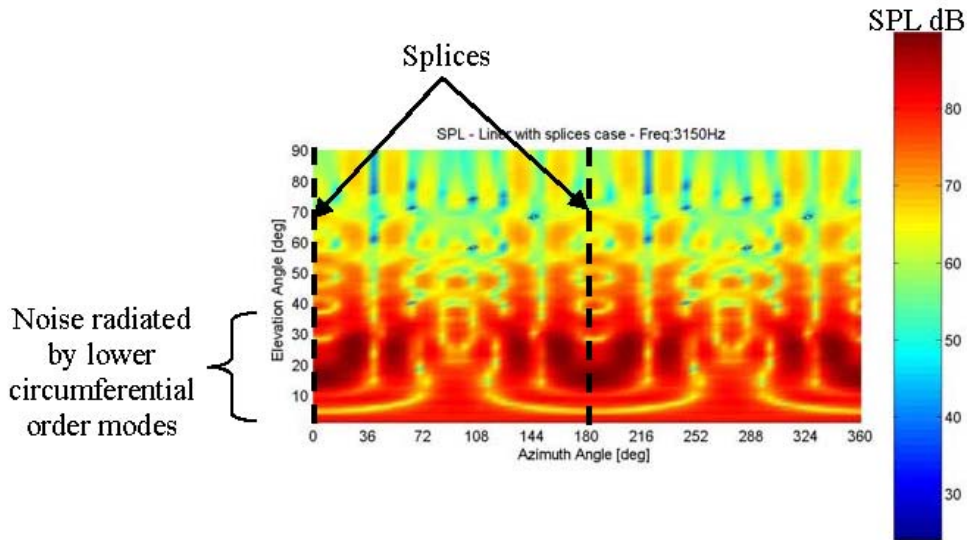 SPL dB
Splices
SPL - Liner with splices case - Freq:3150Hz
90
80
70
60
50
40
30
20
10
Elevation Angle [deg]
Noise radiated
by lower
circumferential
order modes
0 36 72 108 144 180 216 252 288 324 360
Azimuth Angle [deg]
80
70
60
50
40
30